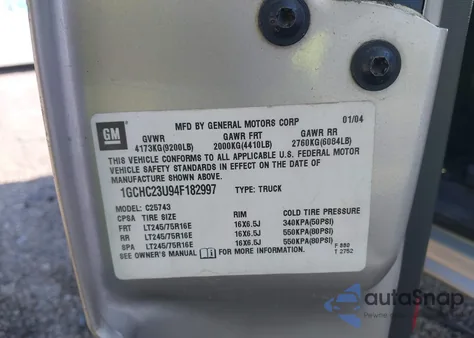 MFD BY GENERAL MOTORS CORP 01/04
GM
GVWR GAWR FRT GAWR RR
4173KG(9200LB) 2000KG(4410LB) 2760KG(6084LB)
THIS VEHICLE CONFORMS TO ALL APPLICABLE U.S. FEDERAL MOTOR
VEHICLE SAFETY STANDARDS IN EFFECT ON THE DATE OF
MANUFACTURE SHOWN ABOVE.
1GCHC23U94F182997 TYPE: TRUCK
MODEL: C25743
CPSA TIRE SIZE RIM COLD TIRE PRESSURE
FRT LT245/75R16E 16X6.5J 340KPA(50PSI)
RR LT245/75R16E 16X6.5J 550KPA(80PSI)
SPA LT245/75R16E 16X6.5J 550KPA(80PSI)
SEE OWNER'S MANUAL FOR MORE INFORMATION
F 880
T 2752
autoSnap